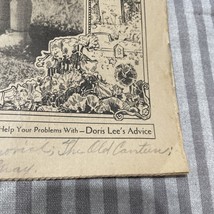 Help Your Problems With—Doris Lee's Advice
; The Old Canteen;